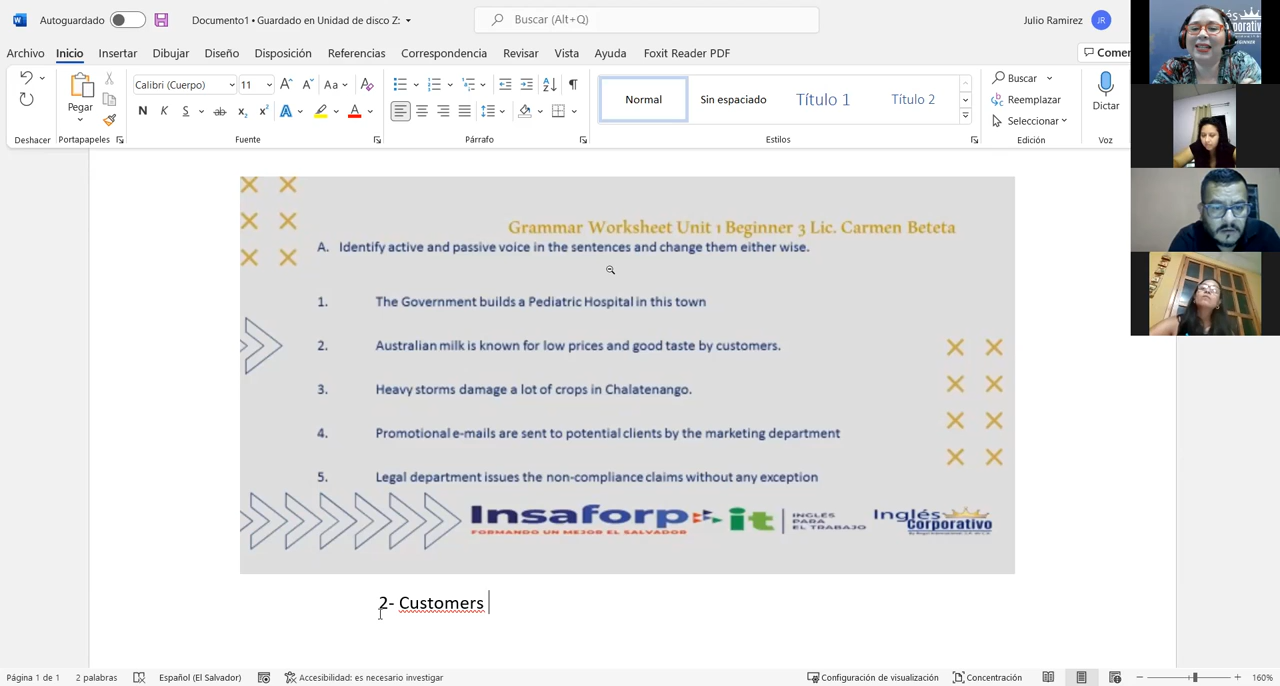 Autoguardado
Documento1 • Guardado en Unidad de disco Z:
Buscar (Alt+Q)
Julio Ramirez
JR
Archivo Inicio Insertar Dibujar Diseño Disposición Referencias Correspondencia Revisar Vista Ayuda Foxit Reader PDF
Comer
Pegar
Calibri (Cuerpo) 11
Normal
Sin espaciado
Título 1
Título 2
Buscar
Reemplazar
Seleccionar
Dictar
Deshacer
Portapapeles
Fuente
Párrafo
Estilos
Edición
Voz
Grammar Worksheet Unit 1 Beginner 3 Lic. Carmen Beteta
A. Identify active and passive voice in the sentences and change them either wise.
1. The Government builds a Pediatric Hospital in this town
2. Australian milk is known for low prices and good taste by customers.
3. Heavy storms damage a lot of crops in Chalatenango.
4. Promotional e-mails are sent to potential clients by the marketing department
5. Legal department issues the non-compliance claims without any exception
Insaforp it
FORMANDO UN MEJOR EL SALVADOR
INGLÉS
PARA
EL TRABAJO
Inglés
Corporativo
2- Customers
Página 1 de 1
2 palabras
Español (El Salvador)
Accesibilidad: es necesario investigar
Configuración de visualización
Concentración
160%